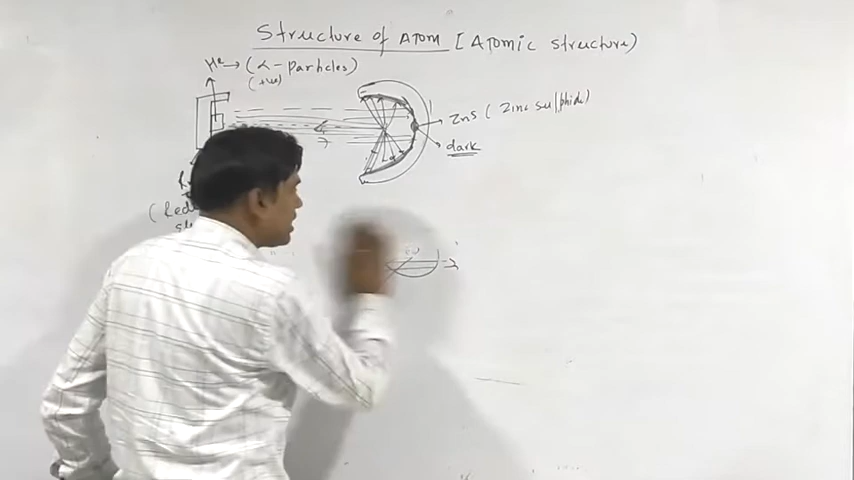 Structure of Atom [Atomic structure)
He → (α-Particles)
(+ve)
ZnS ( Zinc sulphide)
dark